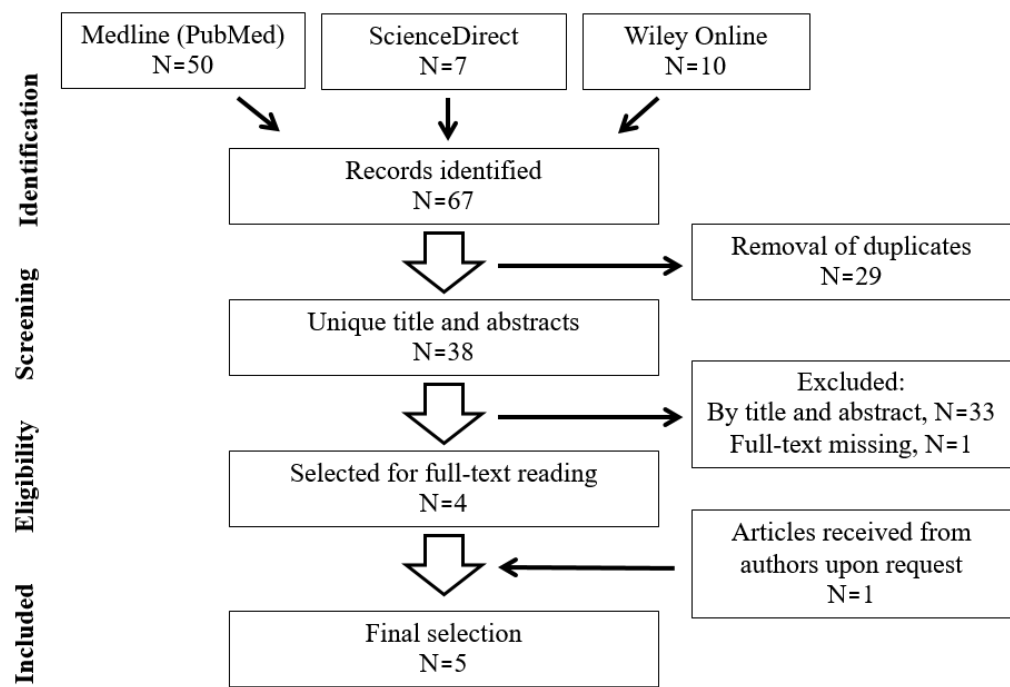 Medline (PubMed)
N=50
ScienceDirect
N=7
Wiley Online
N=10
Identification
Records identified
N=67
Removal of duplicates
N=29
Screening
Unique title and abstracts
N=38
Excluded:
By title and abstract, N=33
Full-text missing, N=1
Eligibility
Selected for full-text reading
N=4
Articles received from
authors upon request
N=1
Included
Final selection
N=5